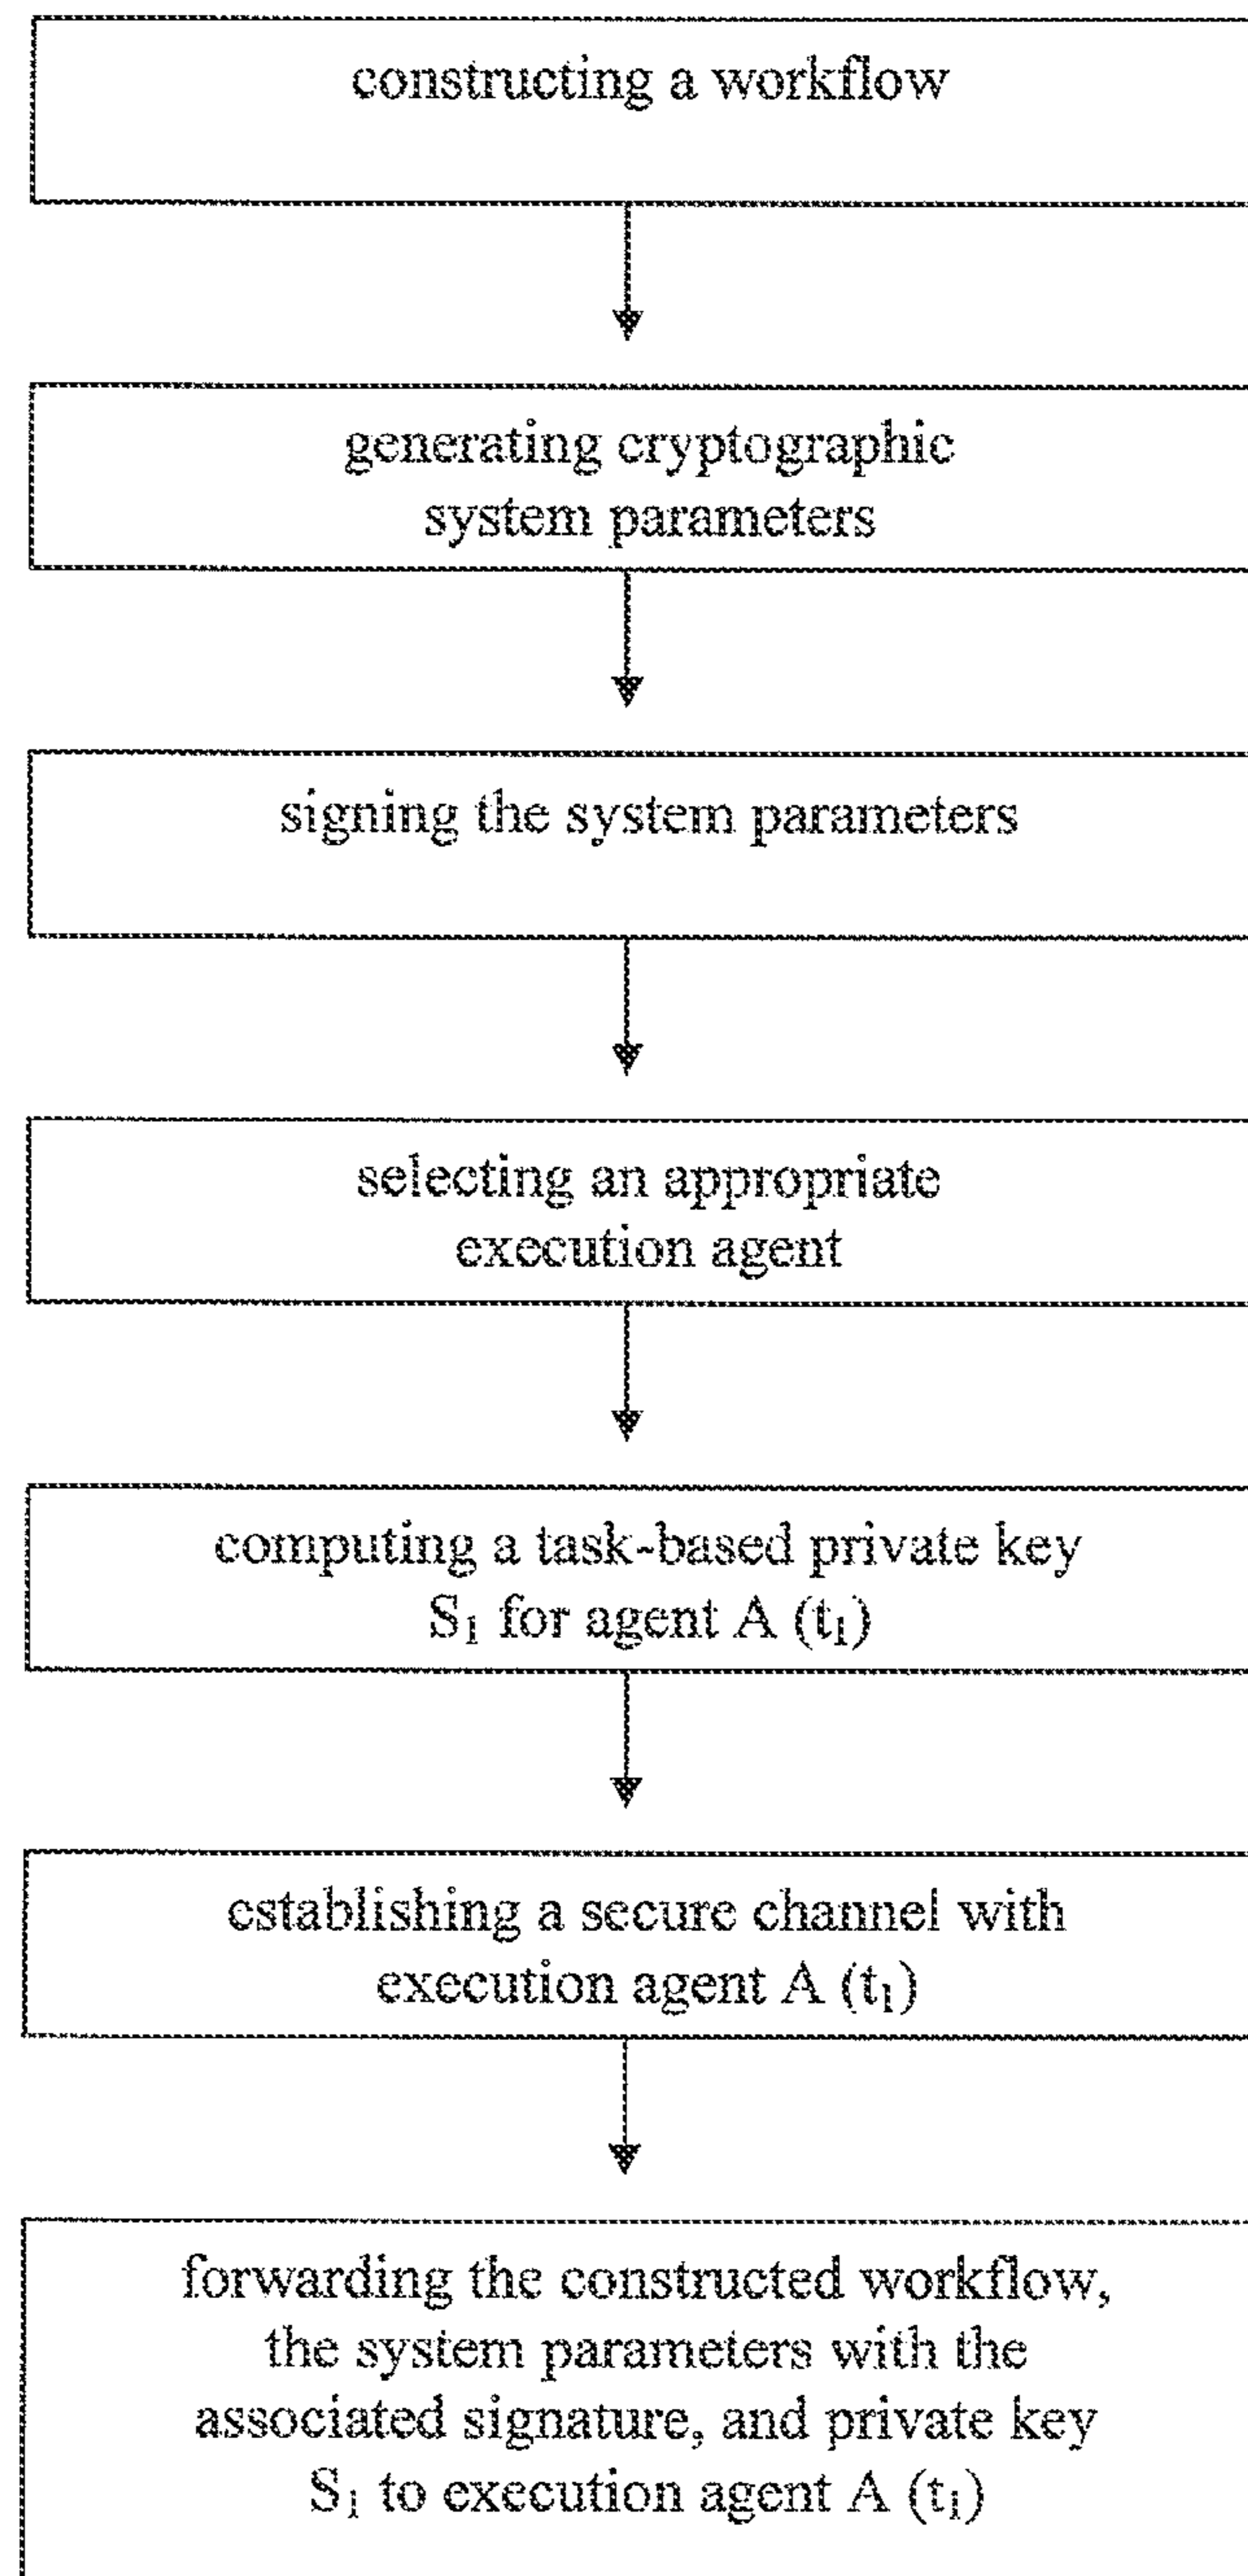 constructing a workflow
generating cryptographic
system parameters
signing the system parameters
selecting an appropriate
execution agent
computing a task-based private key
S₁ for agent A (t₁)
establishing a secure channel with
execution agent A (t₁)
forwarding the constructed workflow,
the system parameters with the
associated signature, and private key
S₁ to execution agent A (t₁)